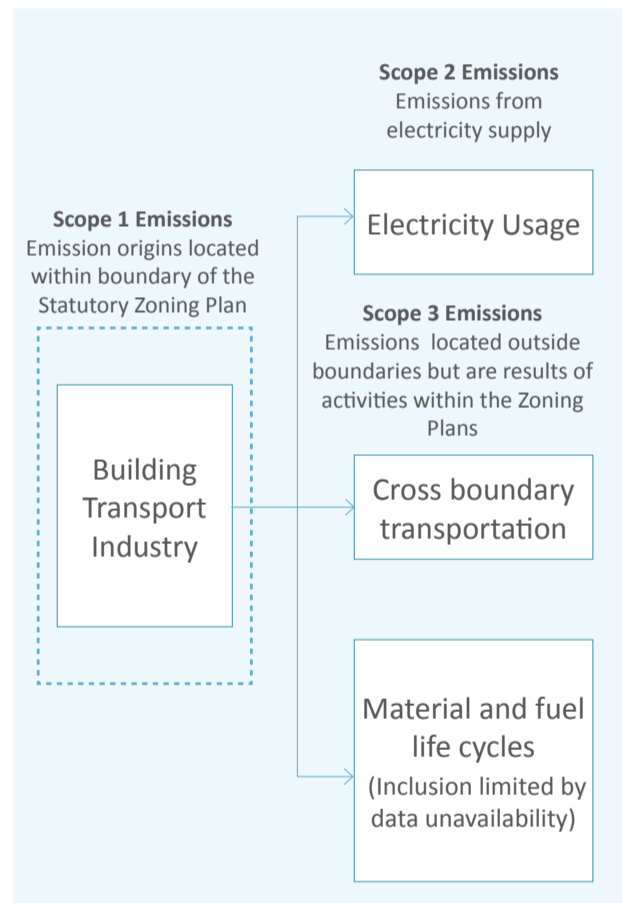 Scope 1 Emissions
Emission origins located
within boundary of the
Statutory Zoning Plan
Building
Transport
Industry
Scope 2 Emissions
Emissions from
electricity supply
Electricity Usage
Scope 3 Emissions
Emissions located outside
boundaries but are results of
activities within the Zoning
Plans
Cross boundary
transportation
Material and fuel
life cycles
(Inclusion limited by
data unavailability)